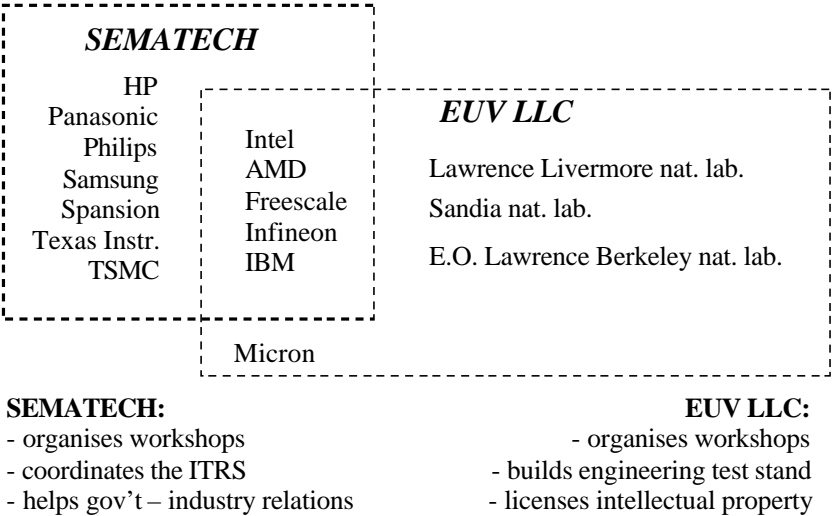 SEMATECH
HP
Panasonic
Philips
Samsung
Spansion
Texas Instr.
TSMC
Intel
AMD
Freescale
Infineon
IBM
EUV LLC
Lawrence Livermore nat. lab.
Sandia nat. lab.
E.O. Lawrence Berkeley nat. lab.
Micron
SEMATECH:
- organises workshops
- coordinates the ITRS
- helps gov't – industry relations
EUV LLC:
- organises workshops
- builds engineering test stand
- licenses intellectual property